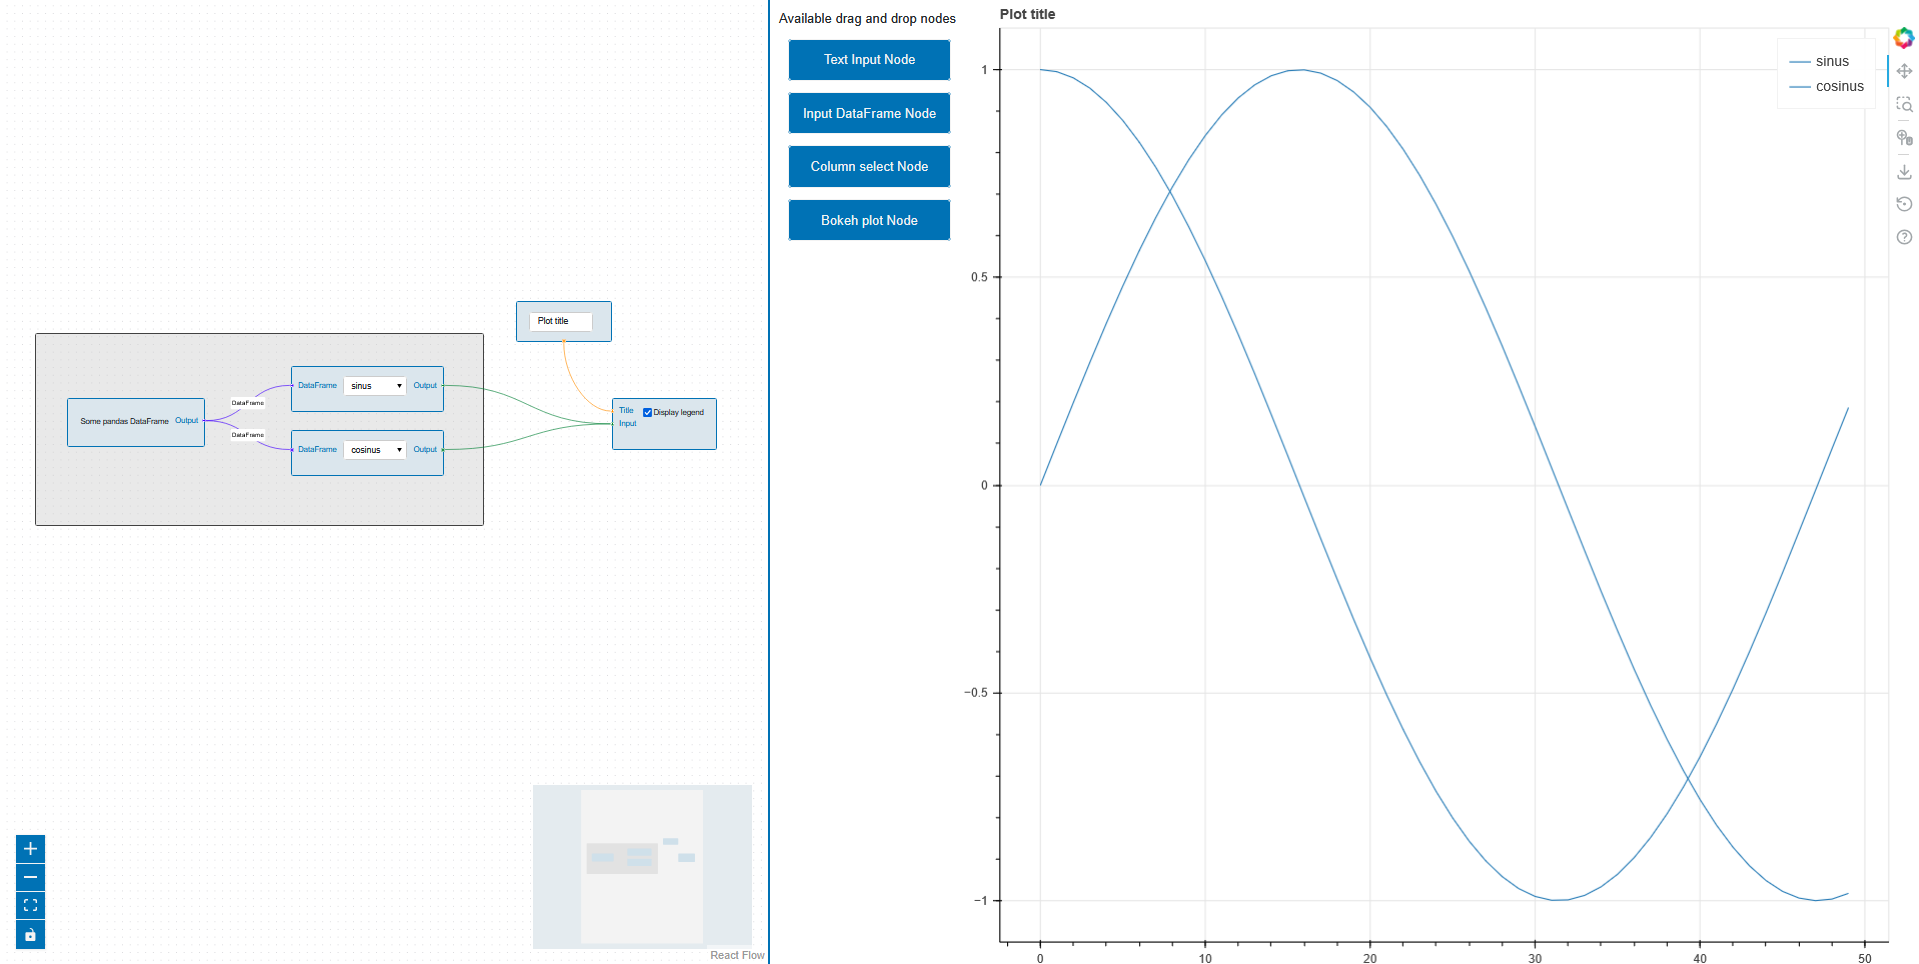 Plot title
Some pandas DataFrame Output
DataFrame
DataFrame
DataFrame sinus Output
DataFrame cosinus Output
Title Display legend
Input
React Flow
Available drag and drop nodes
Text Input Node
Input DataFrame Node
Column select Node
Bokeh plot Node
Plot title
sinus
cosinus
1
0.5
0
−0.5
−1
0 10 20 30 40 50